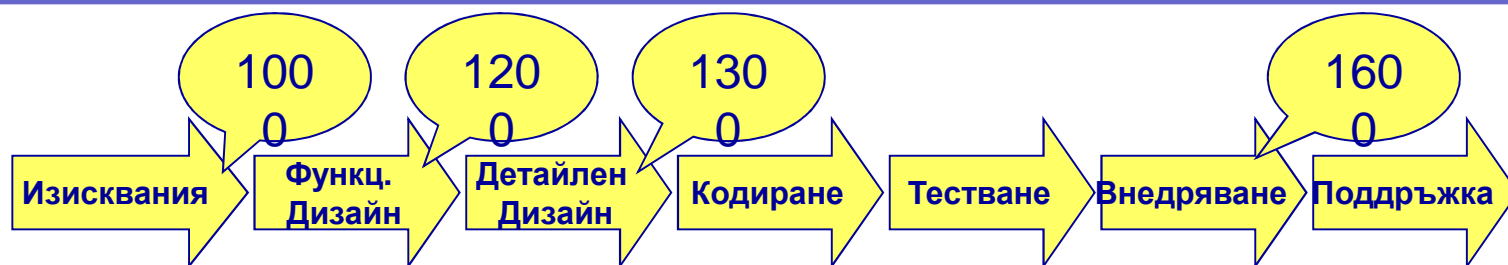 100
0
120
0
130
0
160
0
Изисквания
Функц.
Дизайн
Детайлен
Дизайн
Кодиране
Тестване
Внедряване
Поддръжка